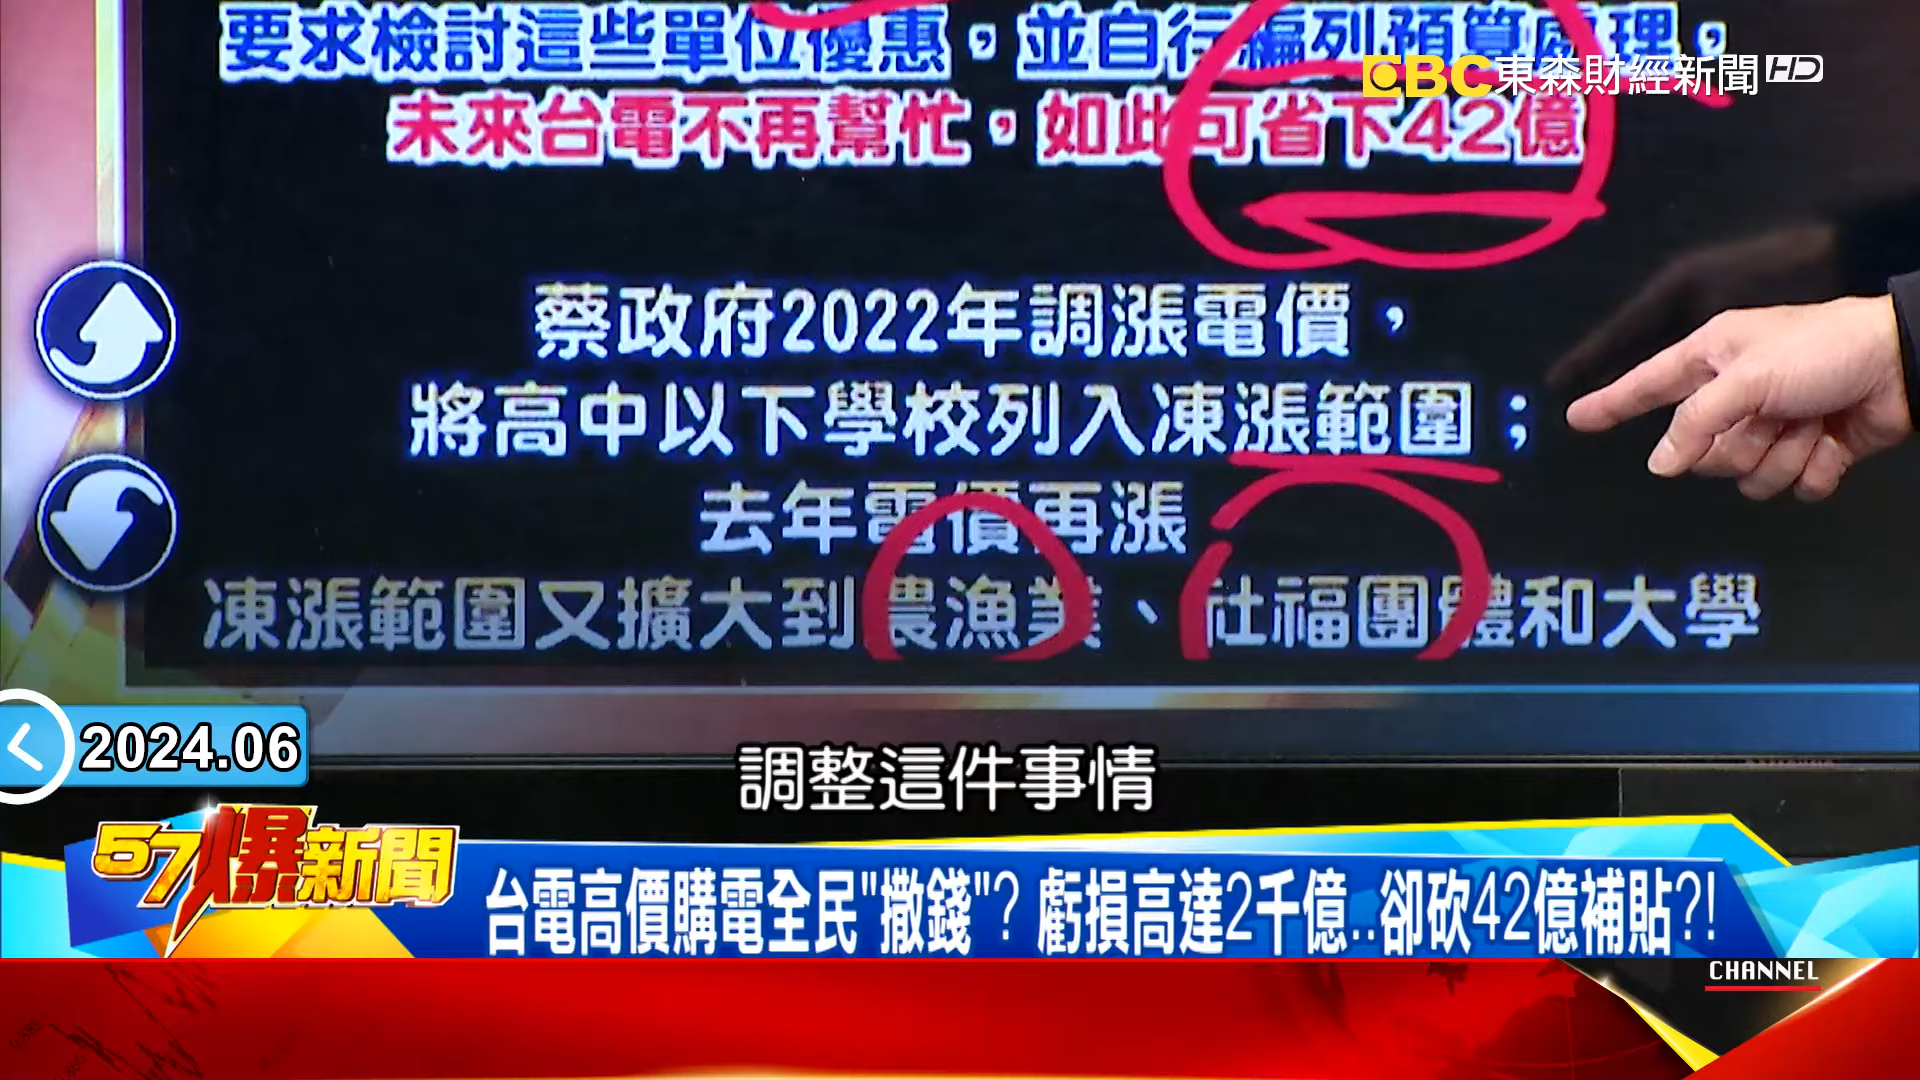 要求檢討這些單位優惠，並自行編列預算處理，
EBC 東森財經新聞 HD
未來台電不再幫忙，如此可省下42億
蔡政府2022年調漲電價，
將高中以下學校列入凍漲範圍；
去年電價再漲
凍漲範圍又擴大到農漁業、社福團體和大學
2024.06
調整這件事情
57爆新聞
台電高價購電全民"撒錢"？虧損高達2千億..卻砍42億補貼?!
CHANNEL